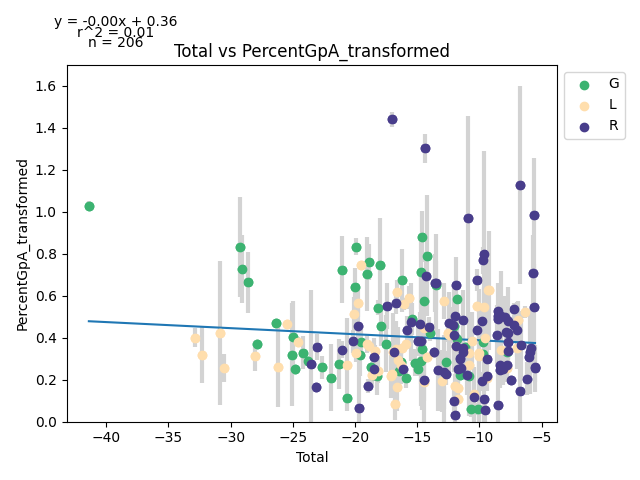 y = -0.00x + 0.36
r^2 = 0.01
n = 206
Total vs PercentGpA_transformed
G
L
R
PercentGpA_transformed
1.6
1.4
1.2
1.0
0.8
0.6
0.4
0.2
0.0
−40 −35 −30 −25 −20 −15 −10 −5
Total